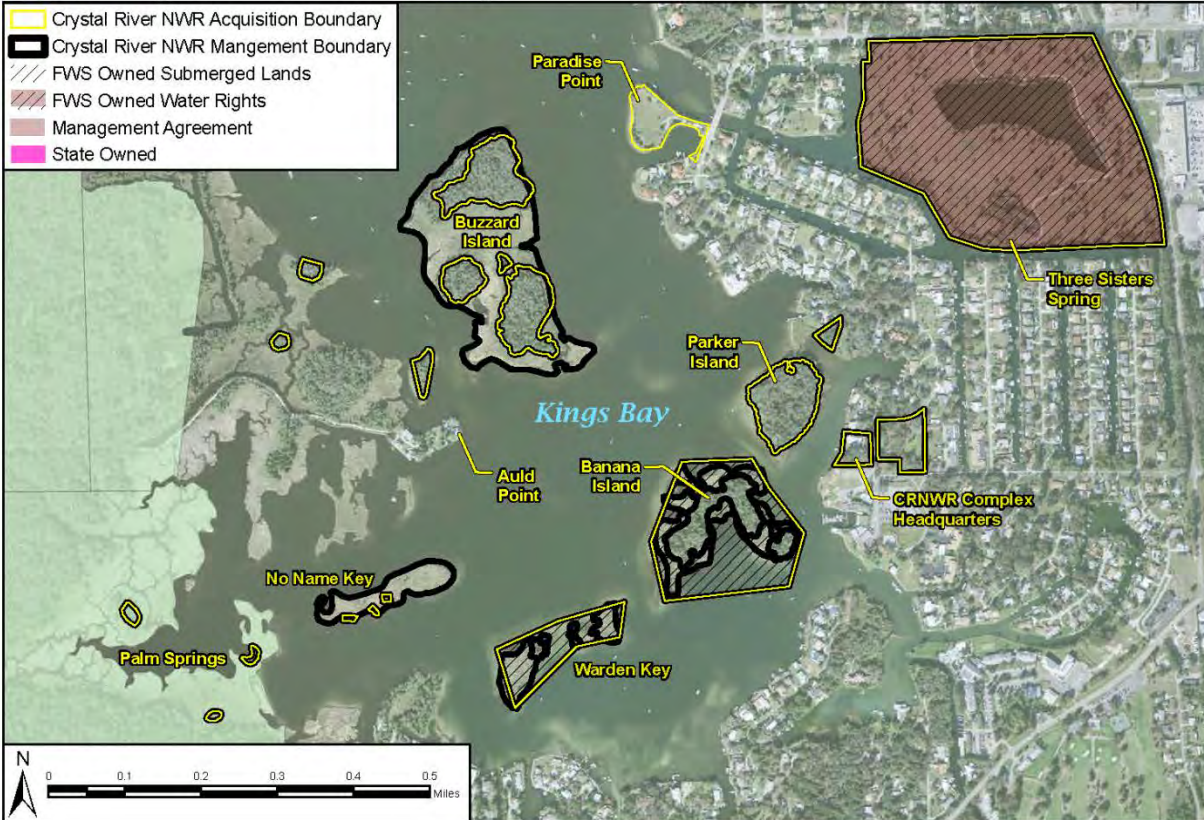 Crystal River NWR Acquisition Boundary
Crystal River NWR Mangement Boundary
FWS Owned Submerged Lands
FWS Owned Water Rights
Management Agreement
State Owned
Paradise
Point
Buzzard
Island
Three Sisters
Spring
Parker
Island
Kings Bay
Auld
Point
Banana
Island
CRNWR Complex
Headquarters
No Name Key
Palm Springs
Warden Key
N
0 0.1 0.2 0.3 0.4 0.5
Miles